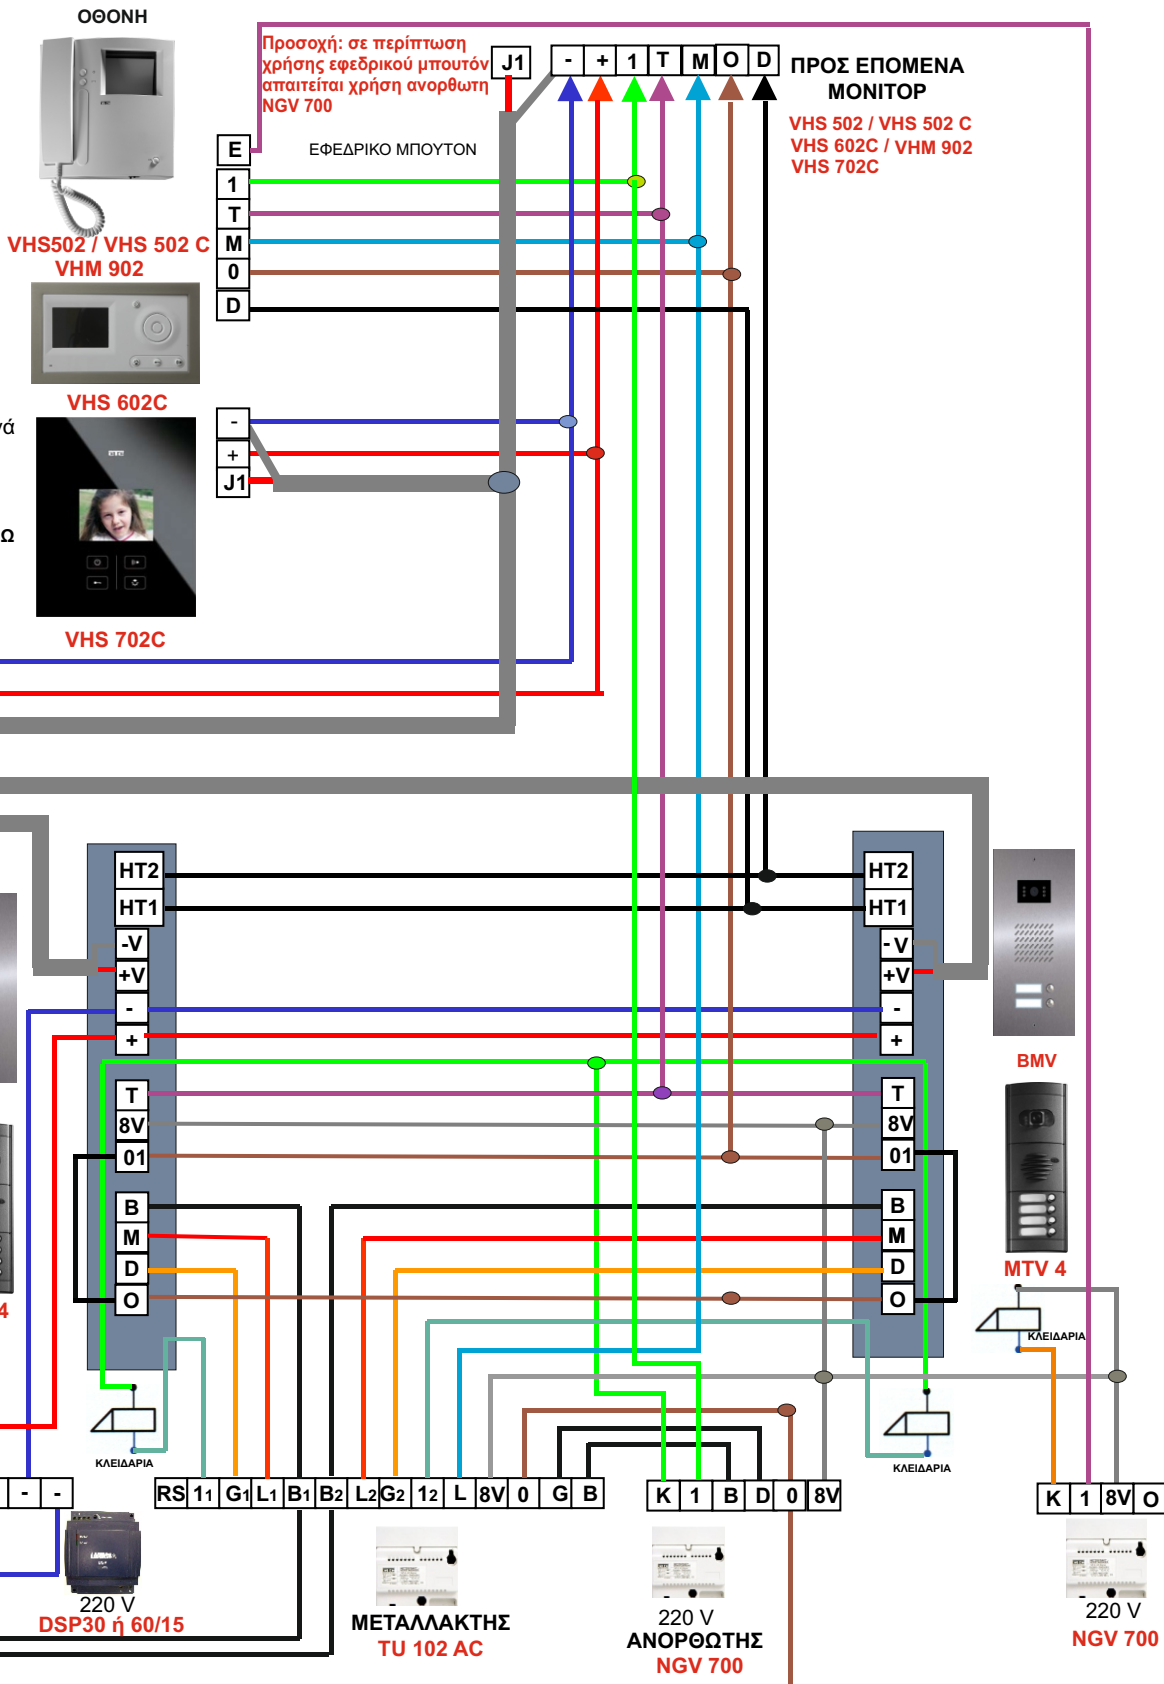 ΟΘΟΝΗ
Προσοχή: σε περίπτωση
χρήσης εφεδρικού μπουτόν
απαιτείται χρήση ανορθωτη
NGV 700
J1
- + 1 T M O D
ΠΡΟΣ ΕΠΟΜΕΝΑ
ΜΟΝΙΤΟΡ
VHS 502 / VHS 502 C
VHS 602C / VHM 902
VHS 702C
ΕΦΕΔΡΙΚΟ ΜΠΟΥΤΟΝ
E
1
T
M
0
D
VHS502 / VHS 502 C
VHM 902
VHS 602C
-
+
J1
νά
Ω
VHS 702C
HT2
HT1
-V
+V
-
+
T
8V
01
B
M
D
O
HT2
HT1
- V
+V
-
+
T
8V
01
B
M
D
O
BMV
MTV 4
4
ΚΛΕΙΔΑΡΙΑ
ΚΛΕΙΔΑΡΙΑ
ΚΛΕΙΔΑΡΙΑ
- -
RS 11 G1 L1 B1 B2 L2 G2 12 L 8V 0 G B
K 1 B D 0 8V
K 1 8V O
220 V
DSP30 ή 60/15
ΜΕΤΑΛΛΑΚΤΗΣ
TU 102 AC
220 V
ΑΝΟΡΘΩΤΗΣ
NGV 700
220 V
NGV 700